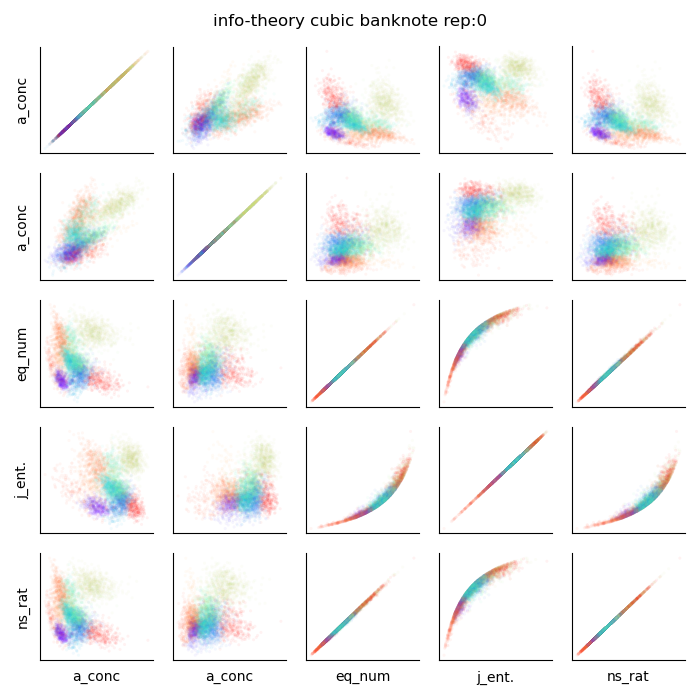 info-theory cubic banknote rep:0
a_conc
a_conc
eq_num
j_ent.
ns_rat
a_conc a_conc eq_num j_ent. ns_rat